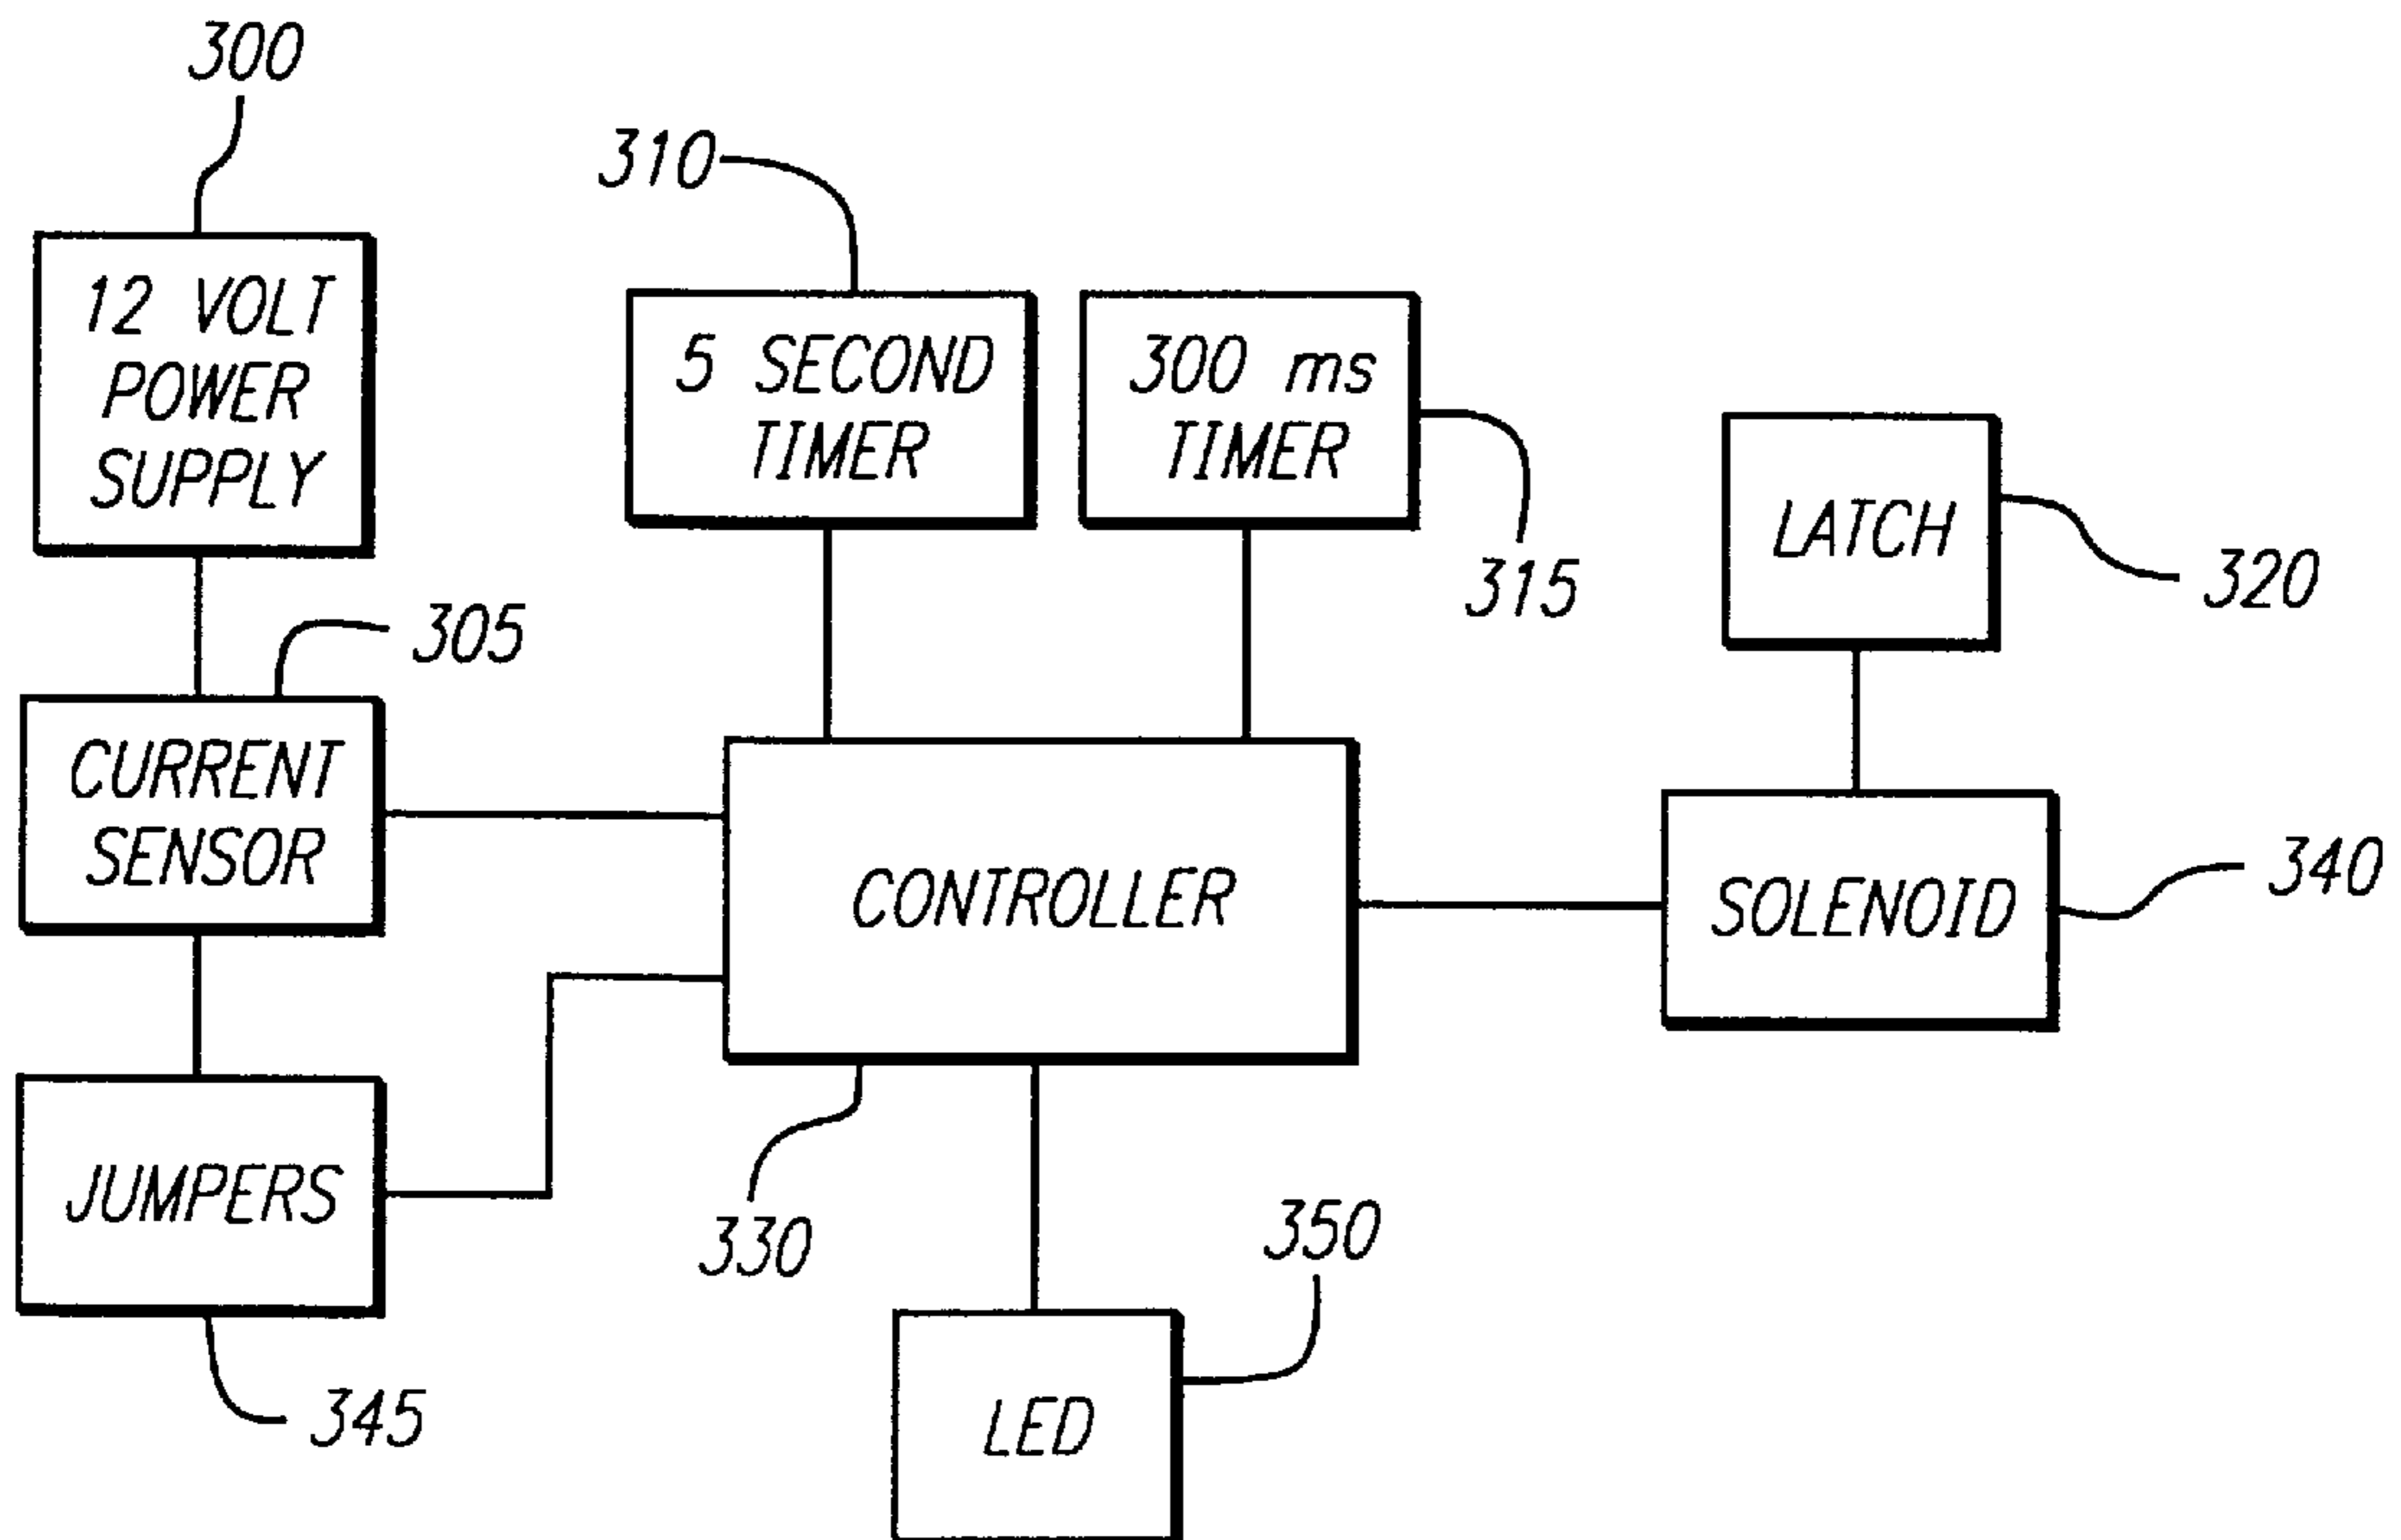 300
12 VOLT
POWER
SUPPLY
310
5 SECOND
TIMER
300 ms
TIMER
315
LATCH
320
305
CURRENT
SENSOR
CONTROLLER
330
SOLENOID
340
JUMPERS
345
350
LED